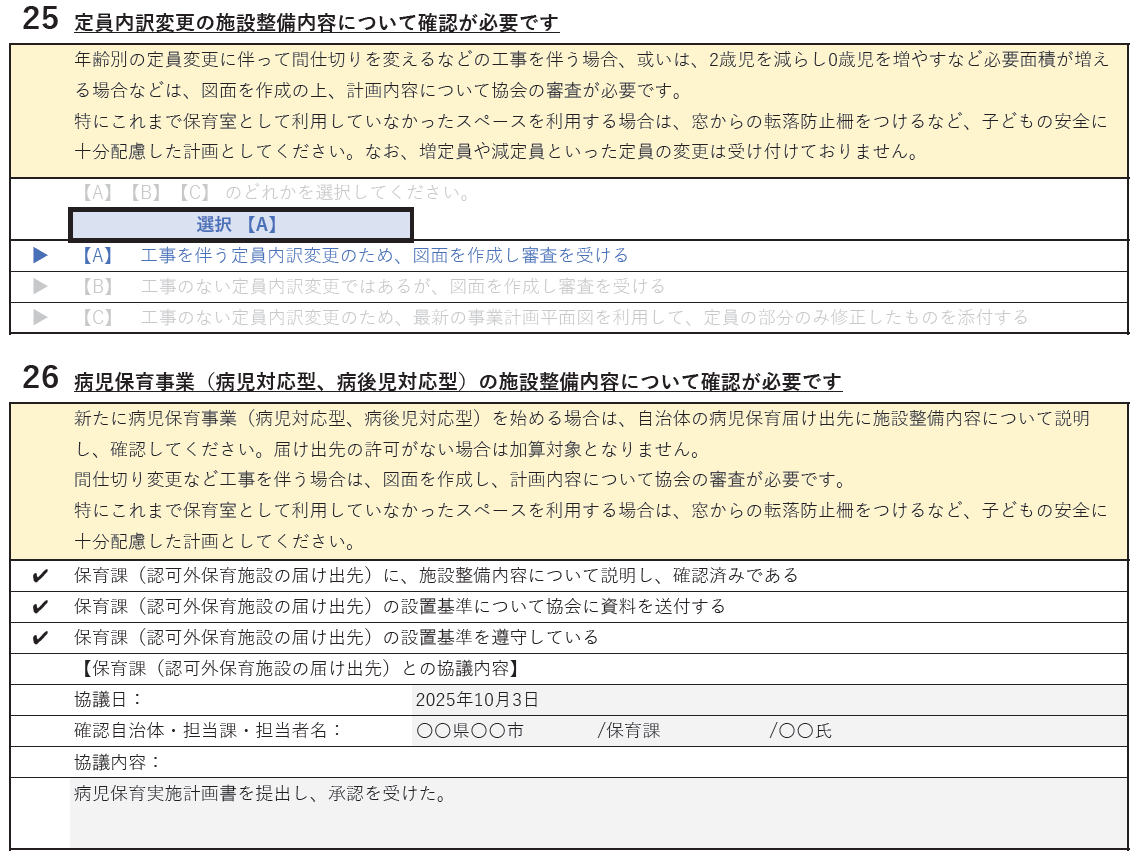 25 定員内訳変更の施設整備内容について確認が必要です
年齢別の定員変更に伴って間仕切りを変えるなどの工事を伴う場合、或いは、2歳児を減らし0歳児を増やすなど必要面積が増え
る場合などは、図面を作成の上、計画内容について協会の審査が必要です。
特にこれまで保育室として利用していなかったスペースを利用する場合は、窓からの転落防止柵をつけるなど、子どもの安全に
十分配慮した計画としてください。なお、増定員や減定員といった定員の変更は受け付けておりません。
【A】【B】【C】 のどれかを選択してください。
選択 【A】
▶ 【A】 工事を伴う定員内訳変更のため、図面を作成し審査を受ける
▶ 【B】 工事のない定員内訳変更ではあるが、図面を作成し審査を受ける
▶ 【C】 工事のない定員内訳変更のため、最新の事業計画平面図を利用して、定員の部分のみ修正したものを添付する
26 病児保育事業（病児対応型、病後児対応型）の施設整備内容について確認が必要です
新たに病児保育事業（病児対応型、病後児対応型）を始める場合は、自治体の病児保育届け出先に施設整備内容について説明
し、確認してください。届け出先の許可がない場合は加算対象となりません。
間仕切り変更など工事を伴う場合は、図面を作成し、計画内容について協会の審査が必要です。
特にこれまで保育室として利用していなかったスペースを利用する場合は、窓からの転落防止柵をつけるなど、子どもの安全に
十分配慮した計画としてください。
✔ 保育課（認可外保育施設の届け出先）に、施設整備内容について説明し、確認済みである
✔ 保育課（認可外保育施設の届け出先）の設置基準について協会に資料を送付する
✔ 保育課（認可外保育施設の届け出先）の設置基準を遵守している
【保育課（認可外保育施設の届け出先）との協議内容】
協議日： 2025年10月3日
確認自治体・担当課・担当者名： 〇〇県〇〇市 /保育課 /〇〇氏
協議内容：
病児保育実施計画書を提出し、承認を受けた。